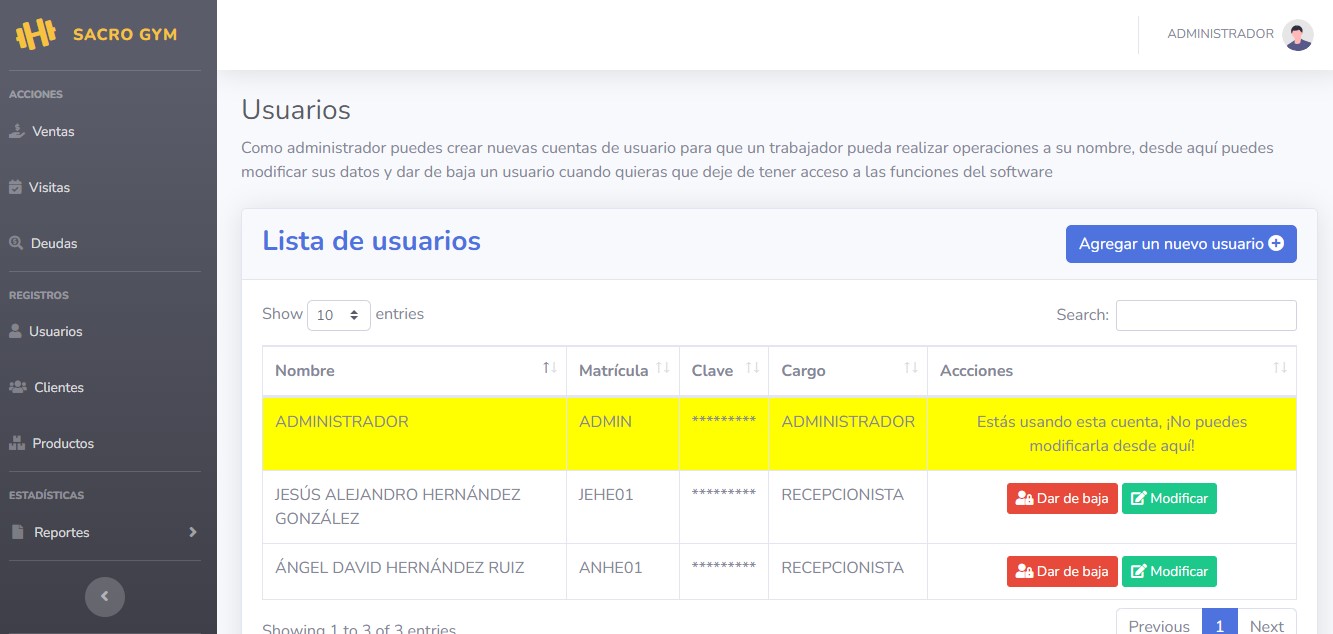 SACRO GYM
ADMINISTRADOR
ACCIONES
Ventas
Visitas
Deudas
REGISTROS
Usuarios
Clientes
Productos
ESTADÍSTICAS
Reportes
Usuarios
Como administrador puedes crear nuevas cuentas de usuario para que un trabajador pueda realizar operaciones a su nombre, desde aquí puedes
modificar sus datos y dar de baja un usuario cuando quieras que deje de tener acceso a las funciones del software
Lista de usuarios
Agregar un nuevo usuario
Show 10 entries
Search:
Nombre Matrícula Clave Cargo Accciones
ADMINISTRADOR ADMIN ********* ADMINISTRADOR Estás usando esta cuenta, ¡No puedes
modificarla desde aquí!
JESÚS ALEJANDRO HERNÁNDEZ JEHE01 ********* RECEPCIONISTA Dar de baja Modificar
GONZÁLEZ
ÁNGEL DAVID HERNÁNDEZ RUIZ ANHE01 ********* RECEPCIONISTA Dar de baja Modificar
Showing 1 to 3 of 3 entries
Previous 1 Next